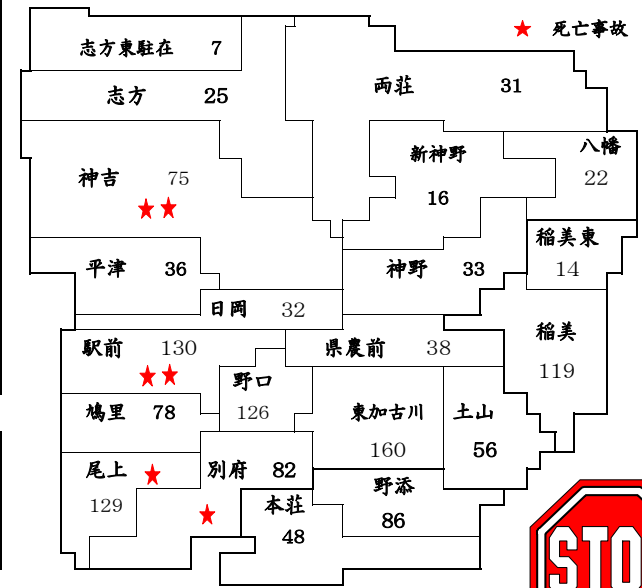 ★ 死亡事故
志方東駐在 7
志方 25
両荘 31
新神野
16
八幡
22
神吉 75
★★
稲美東
14
平津 36
神野 33
日岡 32
稲美
119
駅前 130
★★
県農前 38
野口
126
鳩里 78
東加古川
160
土山
56
尾上 ★
129
別府 82
★
野添
86
本荘
48
STO